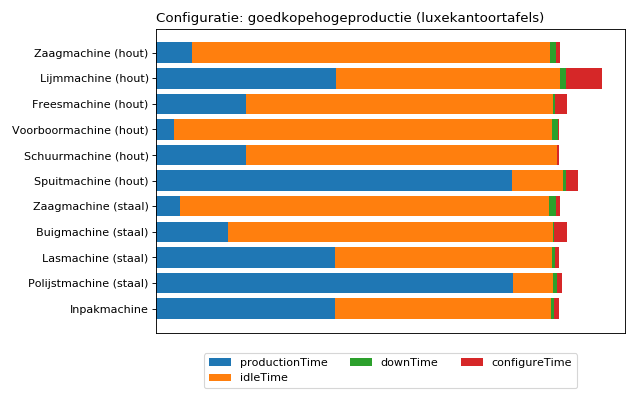 Configuratie: goedkopehogeproductie (luxekantoortafels)
Zaagmachine (hout)
Lijmmachine (hout)
Freesmachine (hout)
Voorboormachine (hout)
Schuurmachine (hout)
Spuitmachine (hout)
Zaagmachine (staal)
Buigmachine (staal)
Lasmachine (staal)
Polijstmachine (staal)
Inpakmachine
productionTime downTime configureTime
idleTime